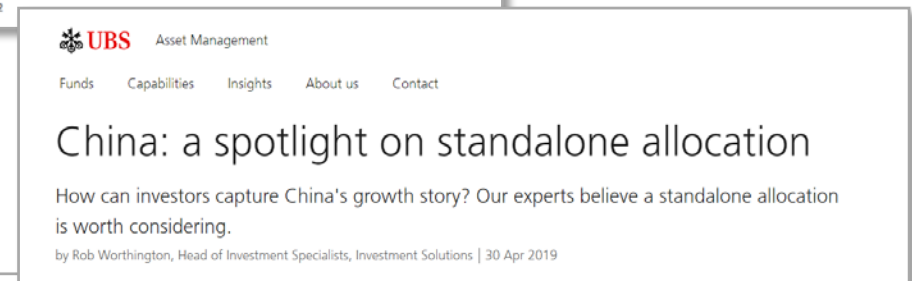 UBS Asset Management
Funds Capabilities Insights About us Contact
China: a spotlight on standalone allocation
How can investors capture China's growth story? Our experts believe a standalone allocation
is worth considering.
by Rob Worthington, Head of Investment Specialists, Investment Solutions | 30 Apr 2019